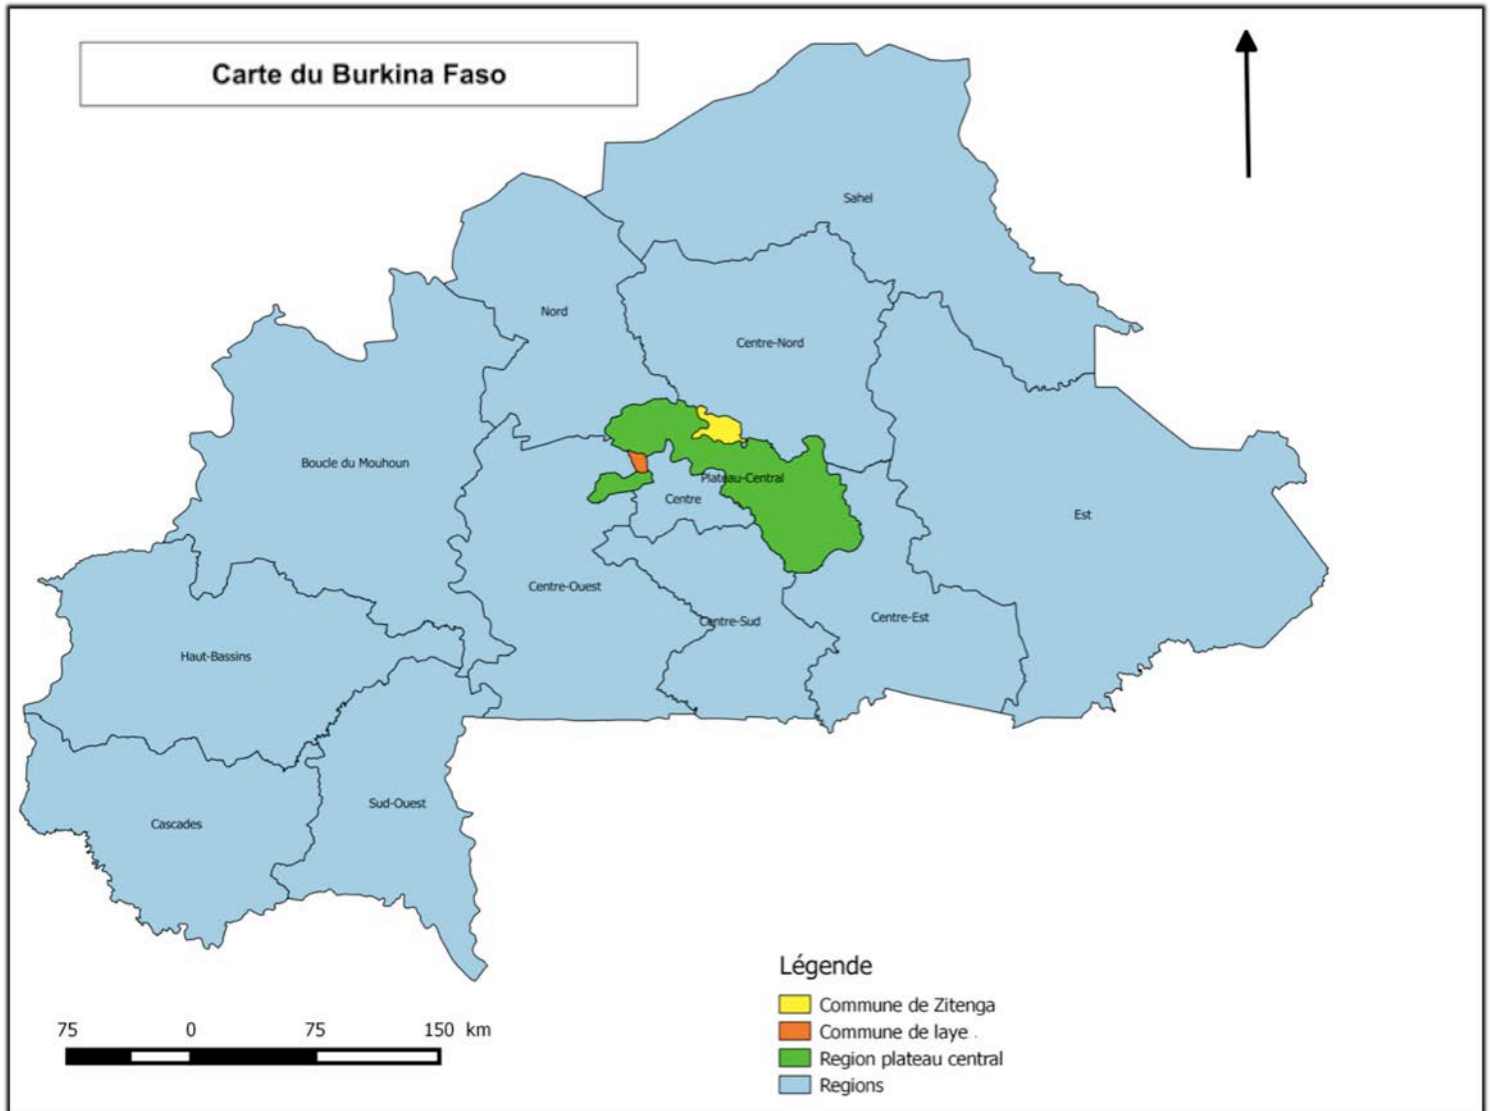 Carte du Burkina Faso
Sahel
Nord
Centre-Nord
Boucle du Mouhoun
Plateau-Central
Centre
Est
Centre-Ouest
Centre-Sud
Centre-Est
Haut-Bassins
Sud-Ouest
Cascades
Légende
Commune de Zitenga
Commune de laye .
Region plateau central
Regions
75 0 75 150 km